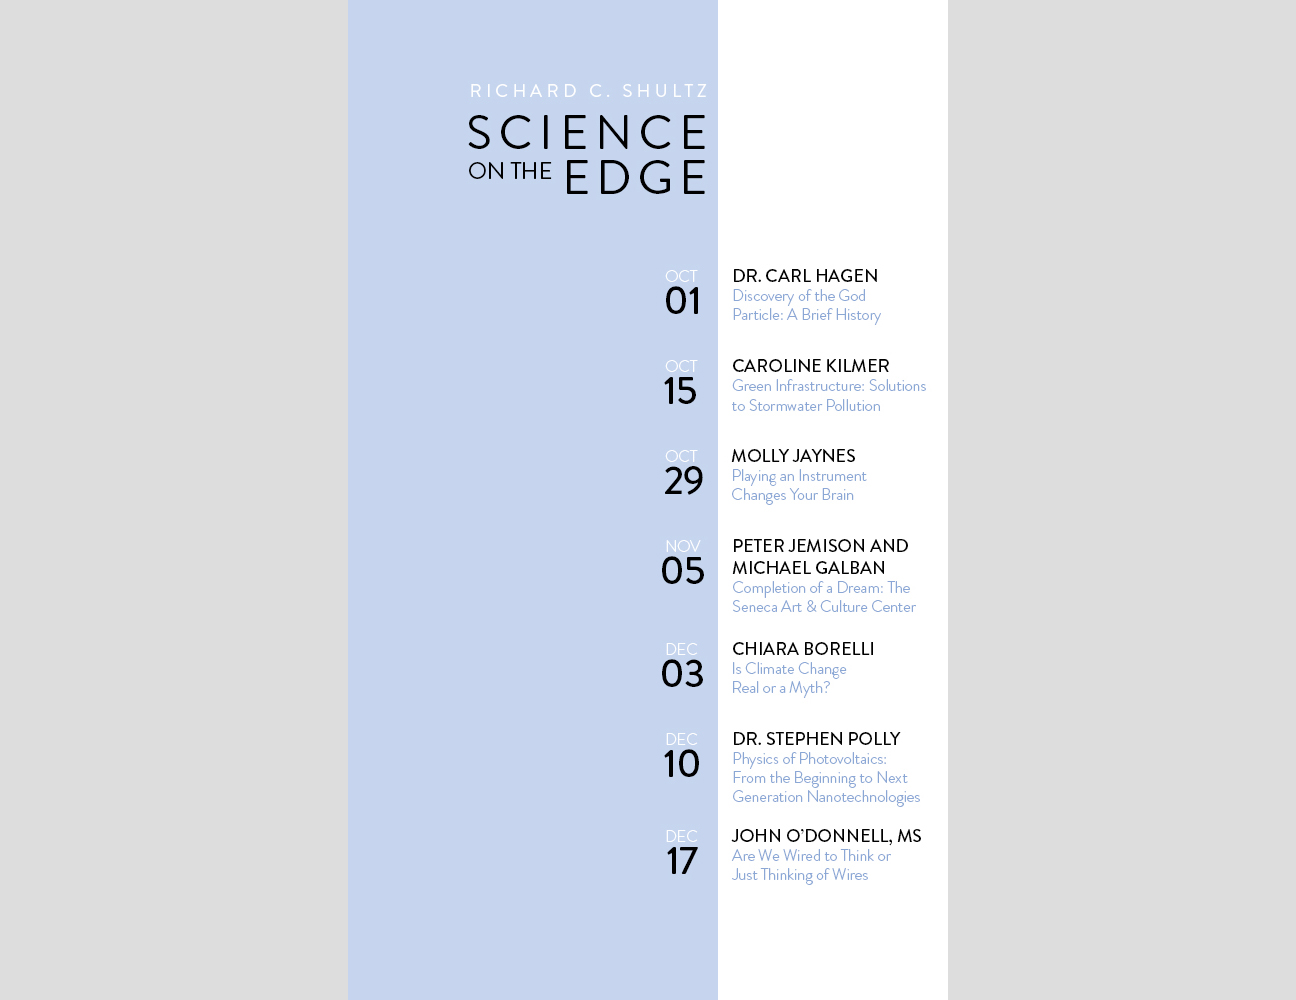 RICHARD C. SHULTZ
SCIENCE
ON THE EDGE
OCT
01
DR. CARL HAGEN
Discovery of the God
Particle: A Brief History
OCT
15
CAROLINE KILMER
Green Infrastructure: Solutions
to Stormwater Pollution
OCT
29
MOLLY JAYNES
Playing an Instrument
Changes Your Brain
NOV
05
PETER JEMISON AND
MICHAEL GALBAN
Completion of a Dream: The
Seneca Art & Culture Center
DEC
03
CHIARA BORELLI
Is Climate Change
Real or a Myth?
DEC
10
DR. STEPHEN POLLY
Physics of Photovoltaics:
From the Beginning to Next
Generation Nanotechnologies
DEC
17
JOHN O’DONNELL, MS
Are We Wired to Think or
Just Thinking of Wires